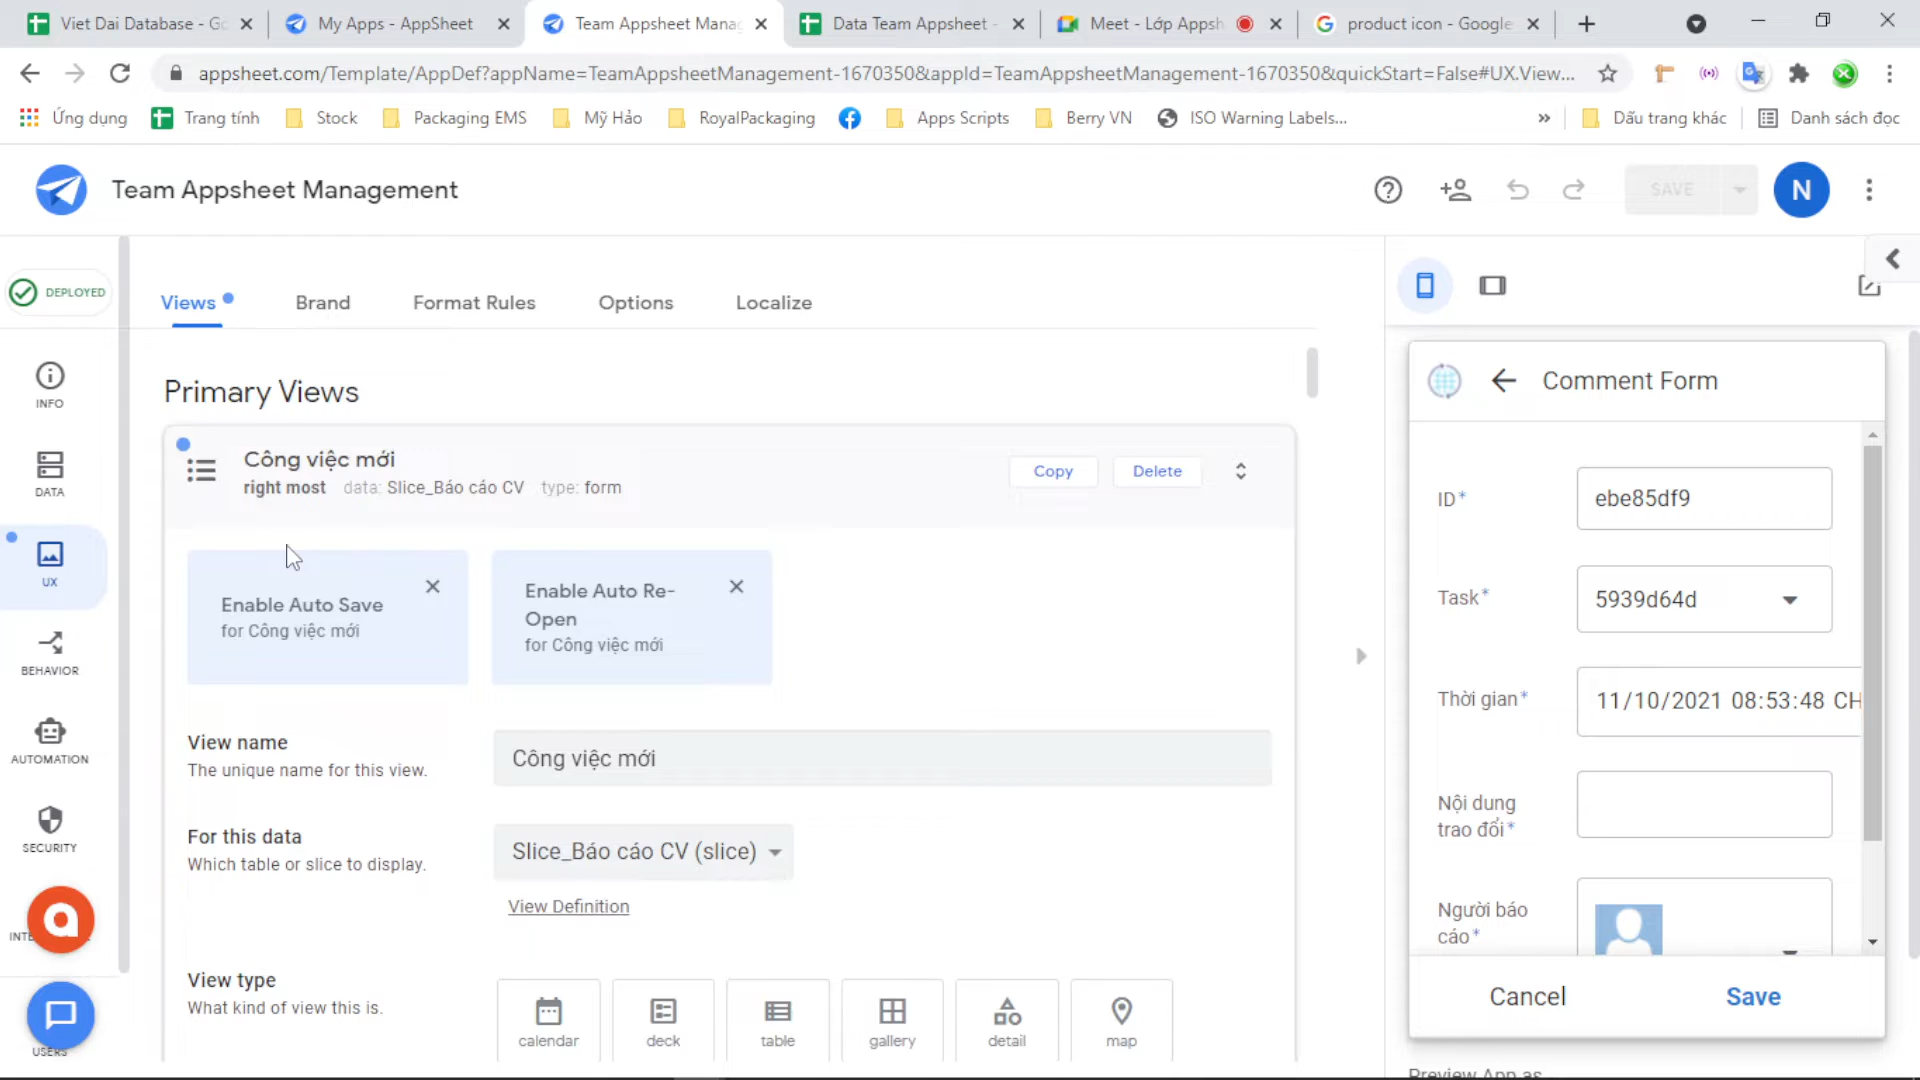 Viet Dai Database - Go
My Apps - AppSheet
Team Appsheet Manag
Data Team Appsheet -
Meet - Lớp Appsh
product icon - Google
appsheet.com/Template/AppDef?appName=TeamAppsheetManagement-1670350&appId=TeamAppsheetManagement-1670350&quickStart=False#UX.View...
Ứng dụng
Trang tính
Stock
Packaging EMS
Mỹ Hảo
RoyalPackaging
Apps Scripts
Berry VN
ISO Warning Labels...
»
Dấu trang khác
Danh sách đọc
Team Appsheet Management
SAVE
N
DEPLOYED
INFO
DATA
UX
BEHAVIOR
AUTOMATION
SECURITY
INTE
USERS
Views
Brand
Format Rules
Options
Localize
Primary Views
Công việc mới
right most data: Slice_Báo cáo CV type: form
Copy
Delete
Enable Auto Save
for Công việc mới
Enable Auto Re-
Open
for Công việc mới
View name
The unique name for this view.
Công việc mới
For this data
Which table or slice to display.
Slice_Báo cáo CV (slice)
View Definition
View type
What kind of view this is.
calendar
deck
table
gallery
detail
map
Comment Form
ID*
ebe85df9
Task*
5939d64d
Thời gian*
11/10/2021 08:53:48 CH
Nội dung
trao đổi*
Người báo
cáo*
Cancel
Save
Preview App as